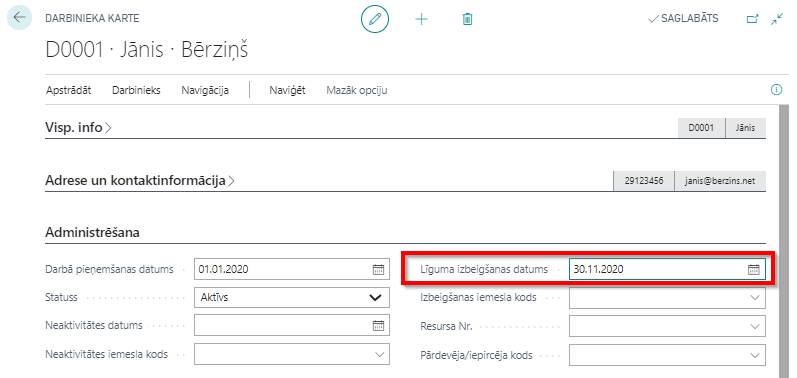 DARBINIEKA KARTE
SAGLABĀTS
D0001 · Jānis · Bērziņš
Apstrādāt Darbinieks Navigācija Naviģēt Mazāk opciju
Visp. info D0001 Jānis
Adrese un kontaktinformācija 29123456 janis@berzins.net
Administrēšana
Darbā pieņemšanas datums 01.01.2020 Līguma izbeigšanas datums 30.11.2020
Statuss Aktīvs Izbeigšanas iemesla kods
Neaktivitātes datums Resursa Nr.
Neaktivitātes iemesla kods Pārdevēja/iepircēja kods